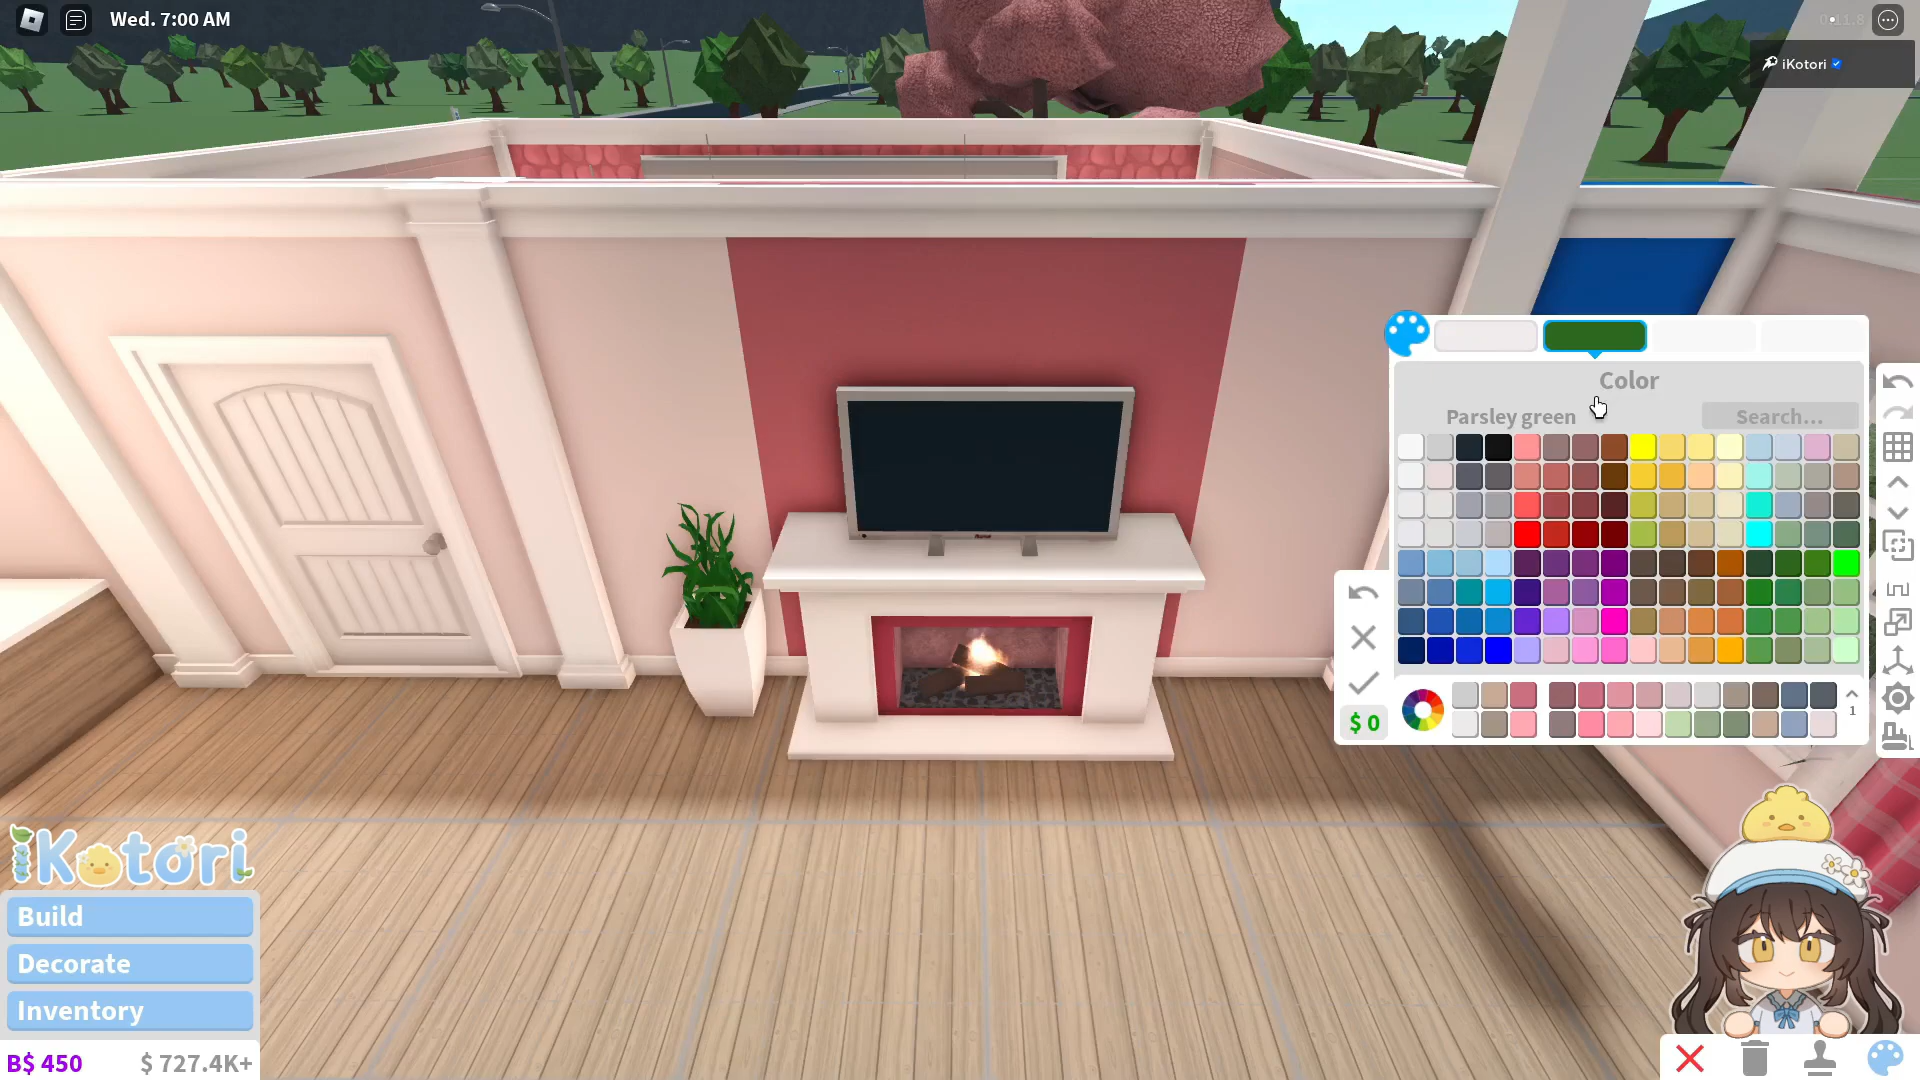 Wed. 7:00 AM
iKotori
Color
Parsley green
Search...
1
$ 0
iKotori
Build
Decorate
Inventory
B$ 450
$ 727.4K+